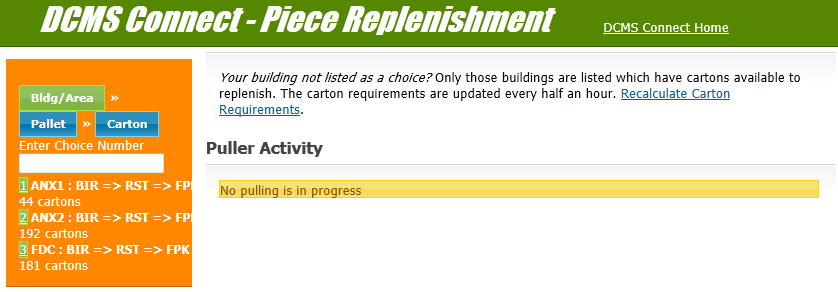 DCMS Connect - Piece Replenishment
DCMS Connect Home
Bldg/Area »
Pallet » Carton
Enter Choice Number
1 ANX1 : BIR => RST => FP
44 cartons
2 ANX2 : BIR => RST => FP
192 cartons
3 FDC : BIR => RST => FPK
181 cartons
Your building not listed as a choice? Only those buildings are listed which have cartons available to
replenish. The carton requirements are updated every half an hour. Recalculate Carton
Requirements.
Puller Activity
No pulling is in progress